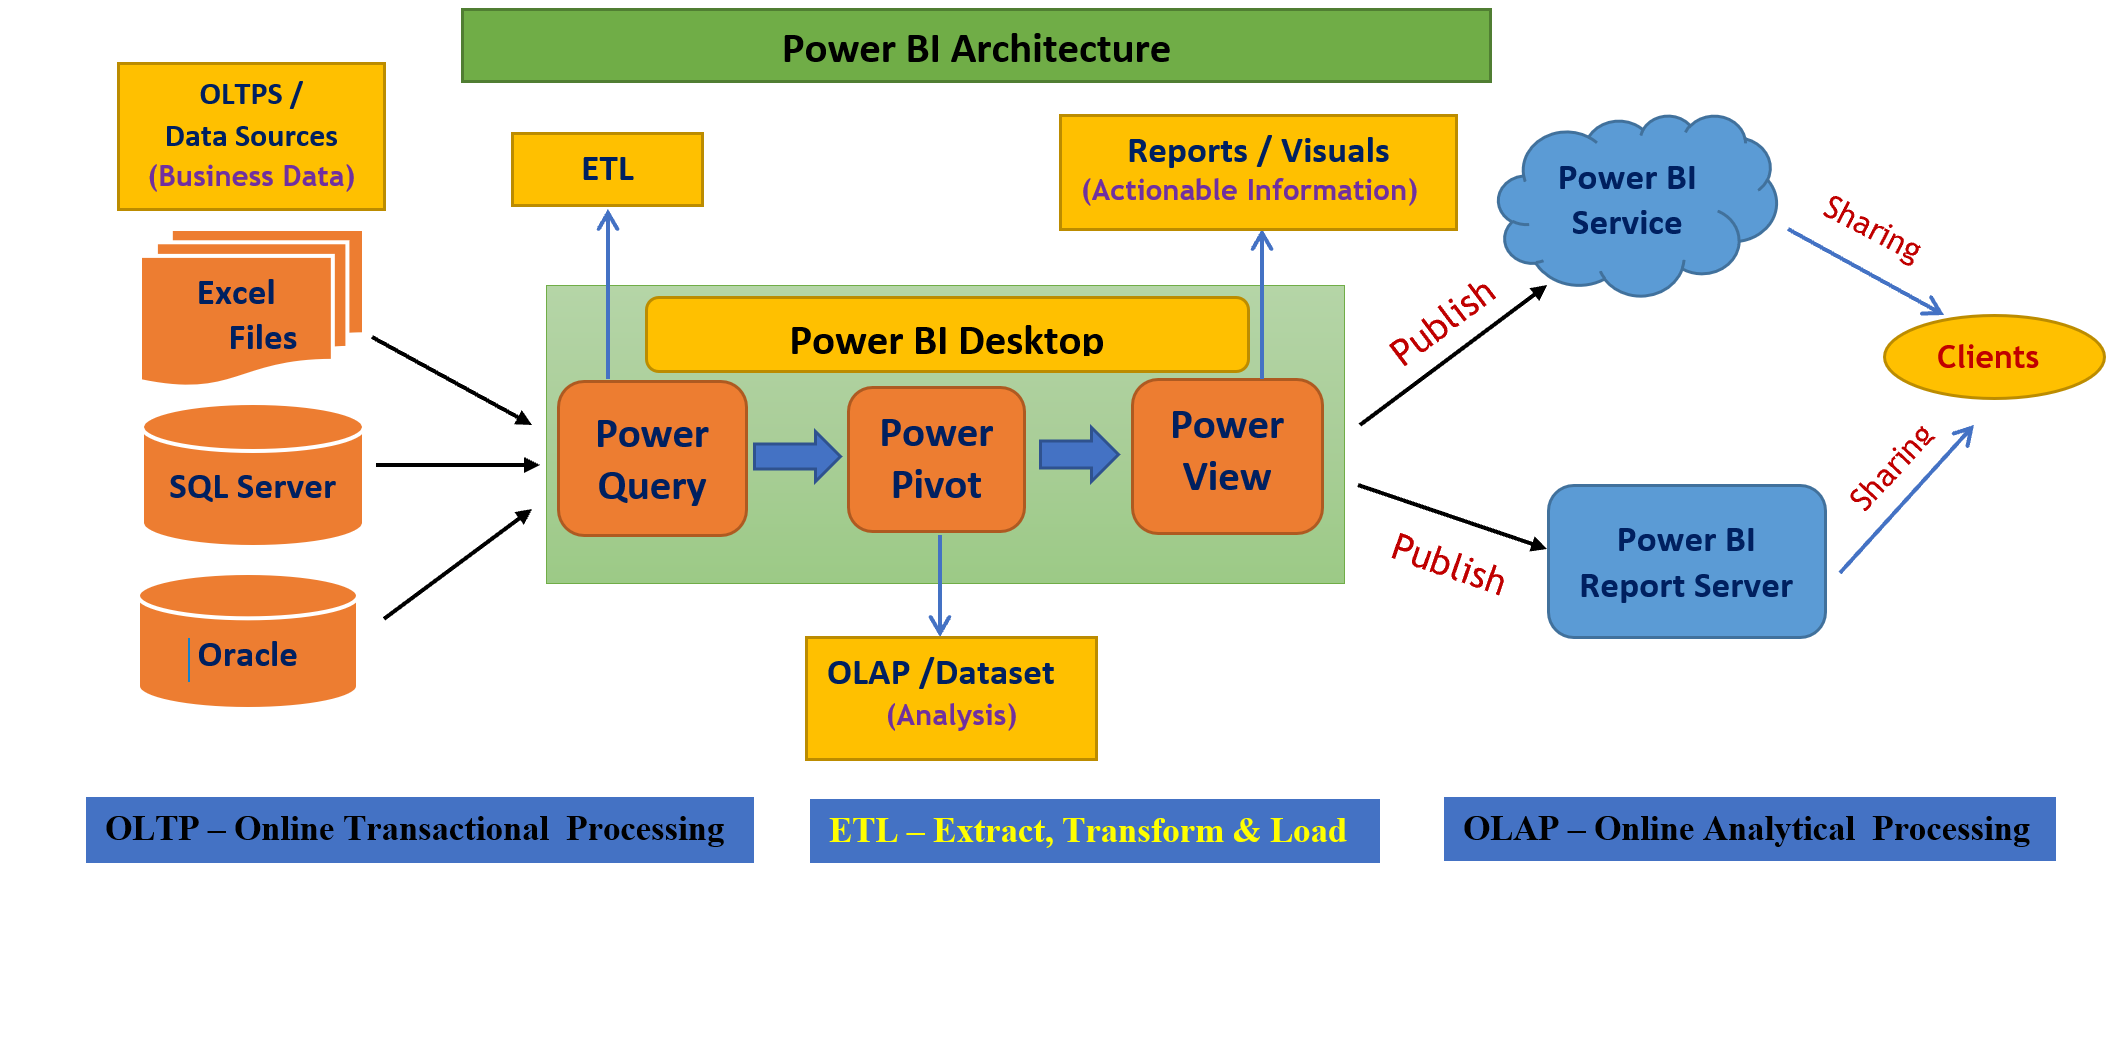 Power BI Architecture
OLTPS /
Data Sources
(Business Data)
ETL
Reports / Visuals
(Actionable Information)
Power BI
Service
Sharing
Excel
Files
Power BI Desktop
Publish
Clients
Power
Query
Power
Pivot
Power
View
SQL Server
Sharing
Publish
Power BI
Report Server
Oracle
OLAP /Dataset
(Analysis)
OLTP – Online Transactional Processing
ETL – Extract, Transform & Load
OLAP – Online Analytical Processing